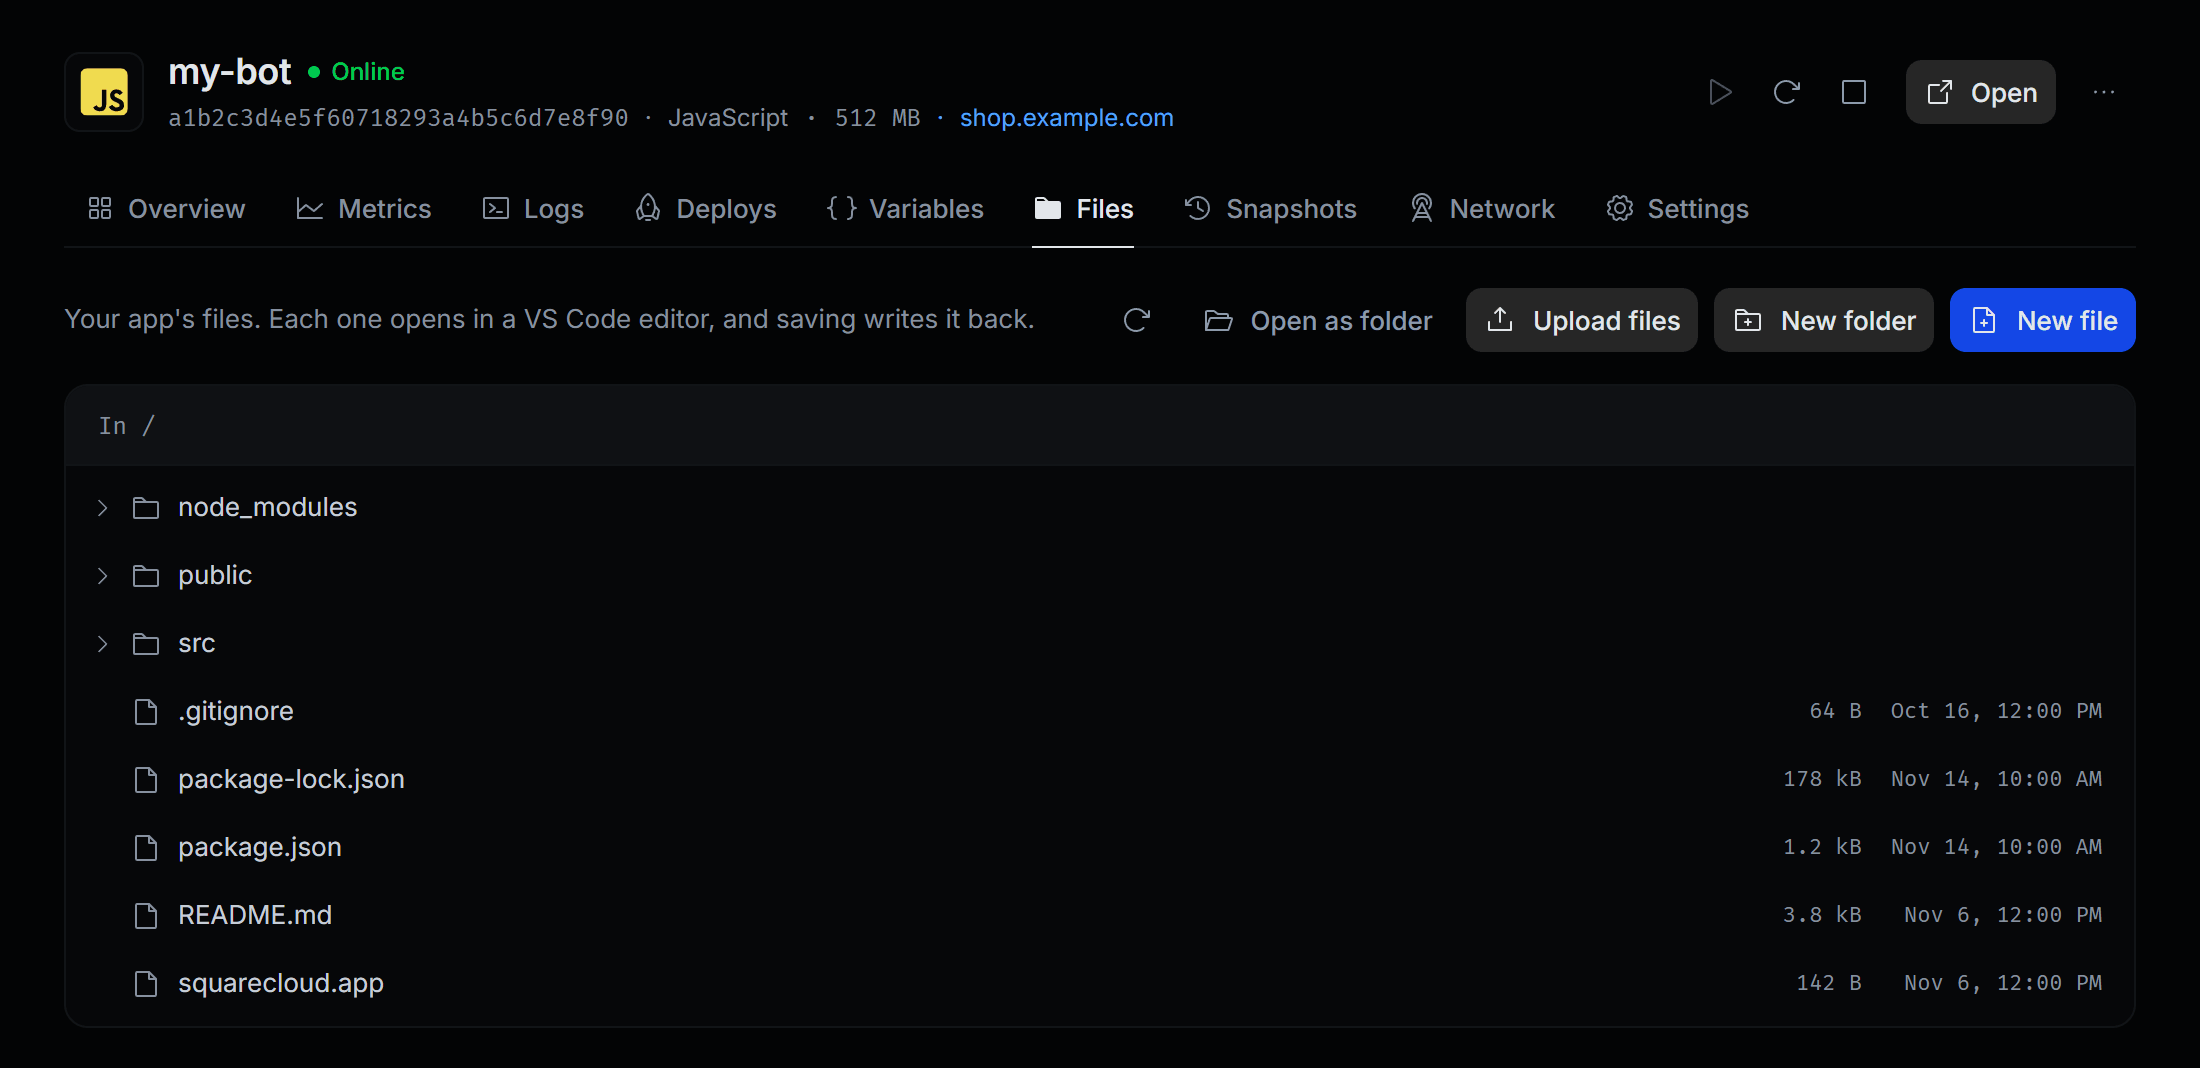 JS
my-bot Online
a1b2c3d4e5f60718293a4b5c6d7e8f90 · JavaScript · 512 MB · shop.example.com
Open
Overview Metrics Logs Deploys Variables Files Snapshots Network Settings
Your app's files. Each one opens in a VS Code editor, and saving writes it back.
Open as folder Upload files New folder New file
In /
node_modules
public
src
.gitignore 64 B Oct 16, 12:00 PM
package-lock.json 178 kB Nov 14, 10:00 AM
package.json 1.2 kB Nov 14, 10:00 AM
README.md 3.8 kB Nov 6, 12:00 PM
squarecloud.app 142 B Nov 6, 12:00 PM